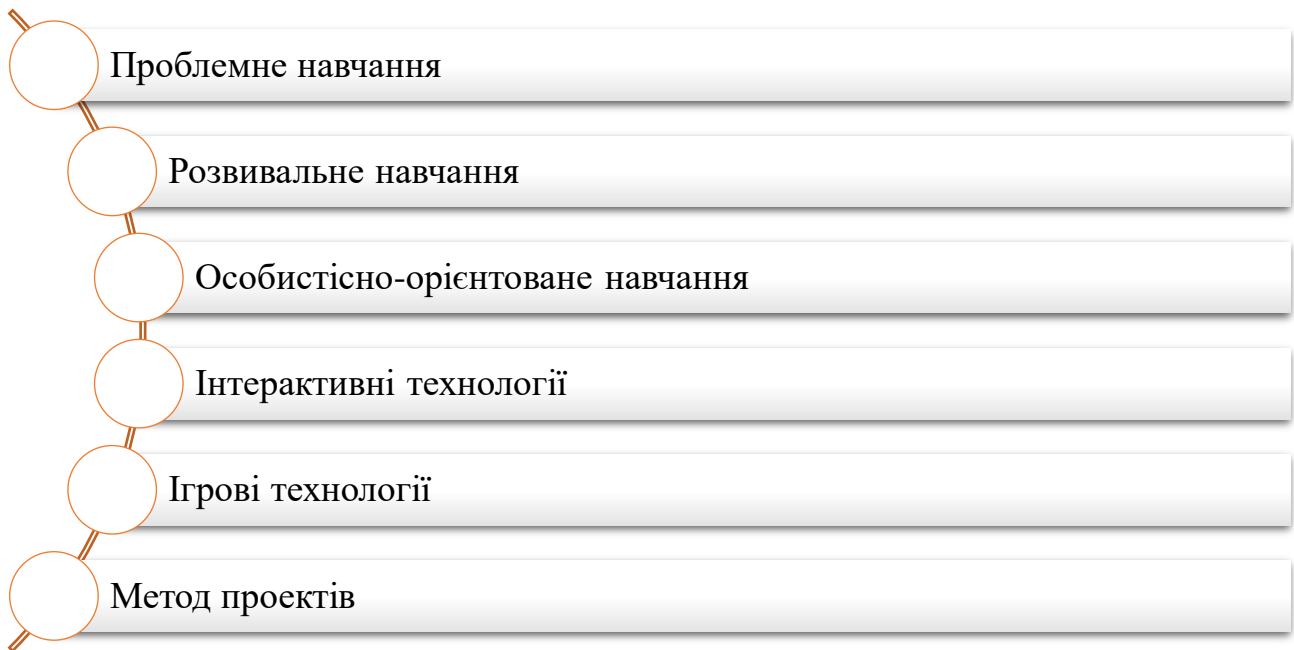 Проблемне навчання
Розвивальне навчання
Особистісно-орієнтоване навчання
Інтерактивні технології
Ігрові технології
Метод проектів